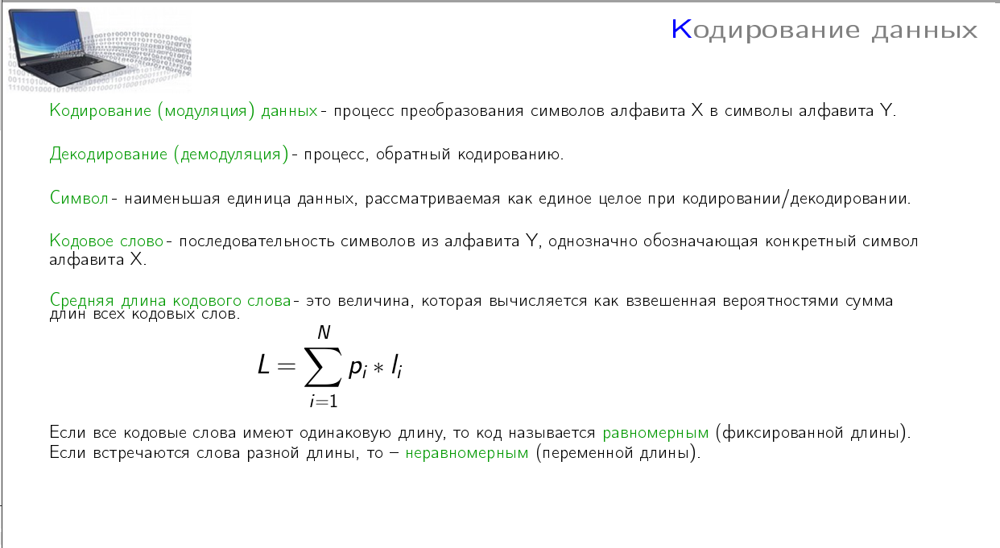 Кодирование данных
Кодирование (модуляция) данных - процесс преобразования символов алфавита X в символы алфавита Y.
Декодирование (демодуляция) - процесс, обратный кодированию.
Символ - наименьшая единица данных, рассматриваемая как единое целое при кодировании/декодировании.
Кодовое слово - последовательность символов из алфавита Y, однозначно обозначающая конкретный символ
алфавита X.
Средняя длина кодового слова - это величина, которая вычисляется как взвешенная вероятностями сумма
длин всех кодовых слов.
L = ∑_{i=1}^{N} p_i * l_i
Если все кодовые слова имеют одинаковую длину, то код называется равномерным (фиксированной длины).
Если встречаются слова разной длины, то – неравномерным (переменной длины).